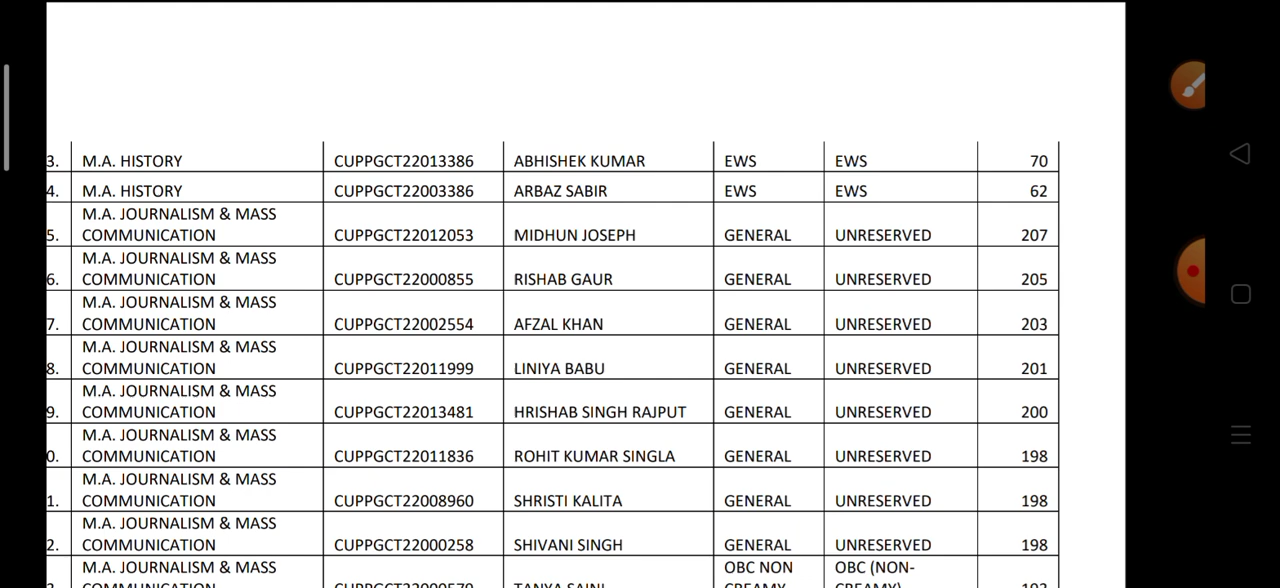 3. M.A. HISTORY CUPPGCT22013386 ABHISHEK KUMAR EWS EWS 70
4. M.A. HISTORY CUPPGCT22003386 ARBAZ SABIR EWS EWS 62
M.A. JOURNALISM & MASS
5. COMMUNICATION CUPPGCT22012053 MIDHUN JOSEPH GENERAL UNRESERVED 207
M.A. JOURNALISM & MASS
6. COMMUNICATION CUPPGCT22000855 RISHAB GAUR GENERAL UNRESERVED 205
M.A. JOURNALISM & MASS
7. COMMUNICATION CUPPGCT22002554 AFZAL KHAN GENERAL UNRESERVED 203
M.A. JOURNALISM & MASS
8. COMMUNICATION CUPPGCT22011999 LINIYA BABU GENERAL UNRESERVED 201
M.A. JOURNALISM & MASS
9. COMMUNICATION CUPPGCT22013481 HRISHAB SINGH RAJPUT GENERAL UNRESERVED 200
M.A. JOURNALISM & MASS
0. COMMUNICATION CUPPGCT22011836 ROHIT KUMAR SINGLA GENERAL UNRESERVED 198
M.A. JOURNALISM & MASS
1. COMMUNICATION CUPPGCT22008960 SHRISTI KALITA GENERAL UNRESERVED 198
M.A. JOURNALISM & MASS
2. COMMUNICATION CUPPGCT22000258 SHIVANI SINGH GENERAL UNRESERVED 198
M.A. JOURNALISM & MASS OBC NON OBC (NON-
COMMUNICATION TANYA SAINI CREAMY CREAMY)